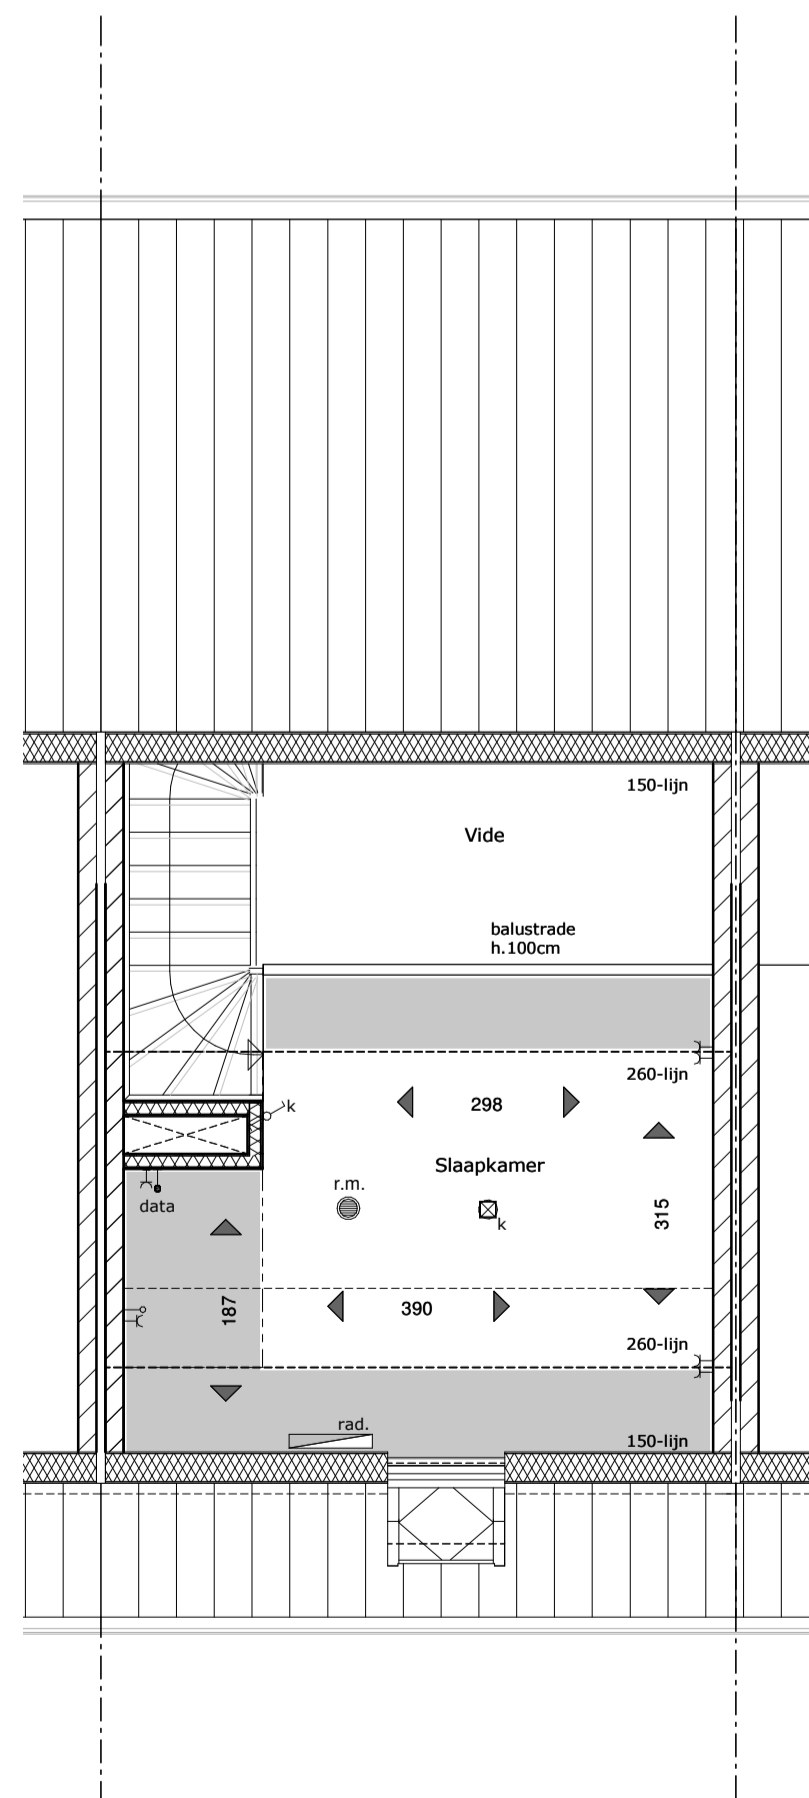 150-lijn
Vide
balustrade
h.100cm
260-lijn
k
298
Slaapkamer
r.m.
data
k
315
187
390
260-lijn
rad.
150-lijn